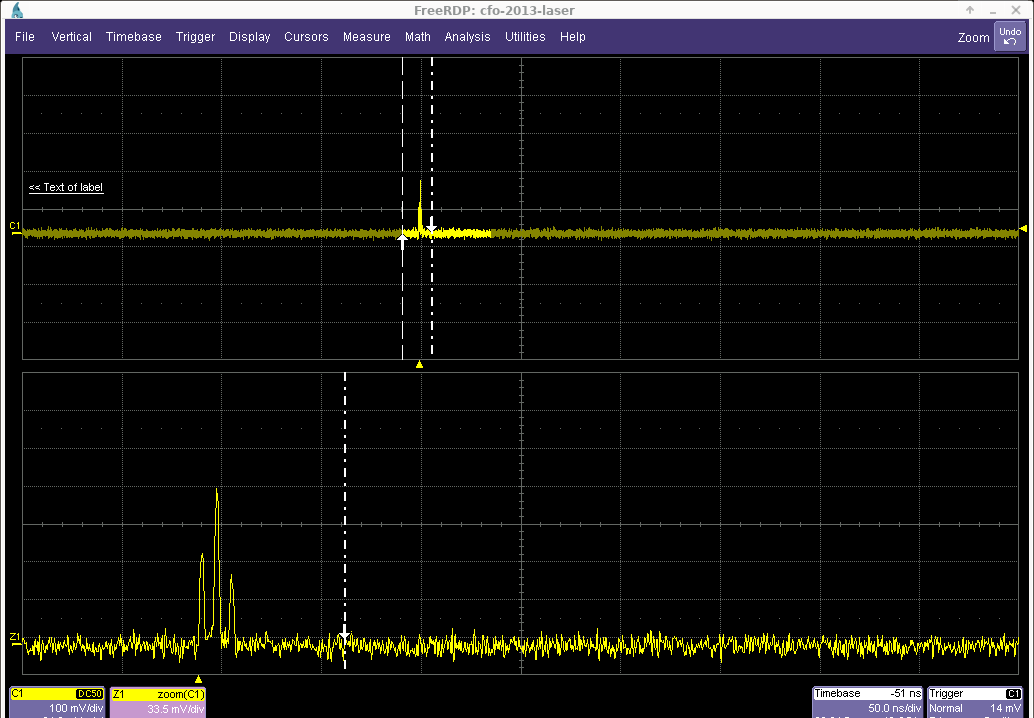 FreeRDP: cfo-2013-laser
File Vertical Timebase Trigger Display Cursors Measure Math Analysis Utilities Help Zoom Undo
<< Text of label
C1
Z1
C1 DC50 Z1 zoom(C1) Timebase -51 ns Trigger C1
100 mV/div 33.5 mV/div 50.0 ns/div Normal 14 mV